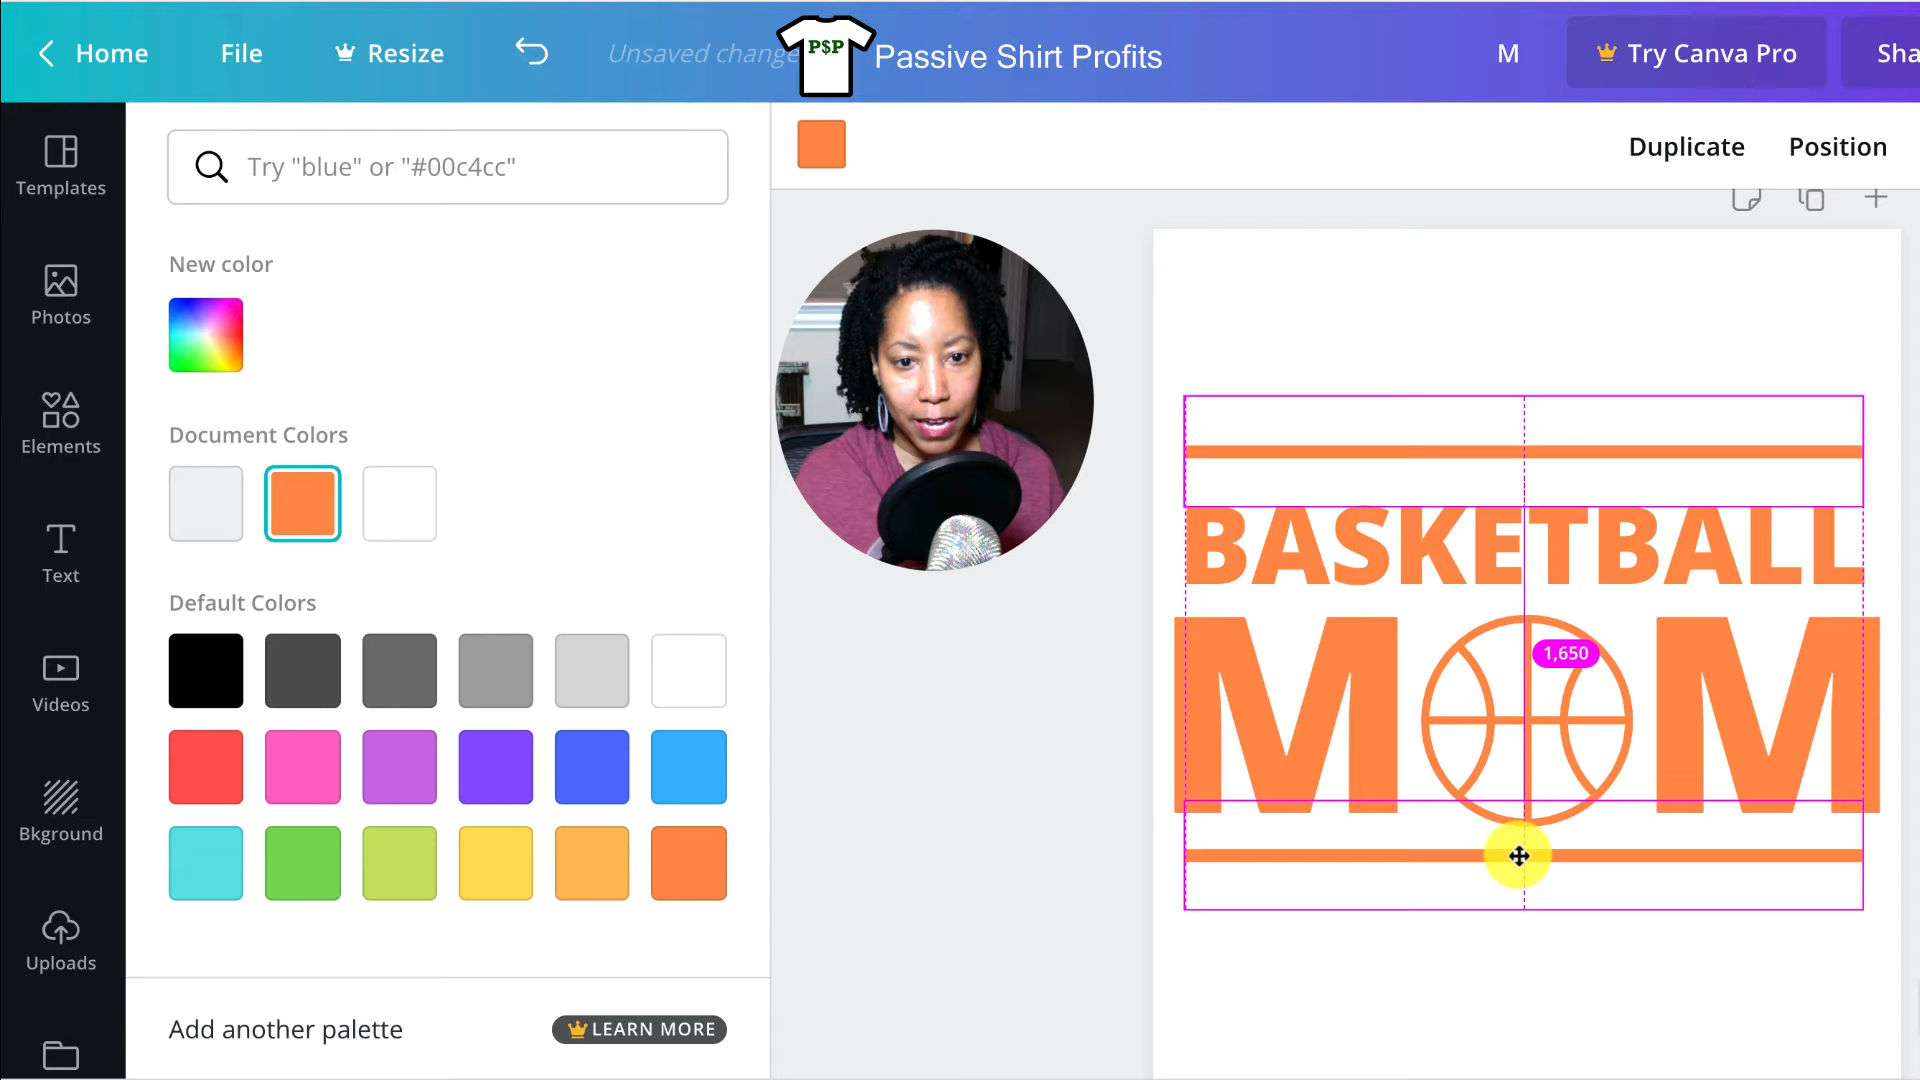 Home
File
Resize
Unsaved change
P$P
Passive Shirt Profits
M
Try Canva Pro
Sha
Templates
Photos
Elements
Text
Videos
Bkground
Uploads
Try "blue" or "#00c4cc"
New color
Document Colors
Default Colors
Add another palette
LEARN MORE
Duplicate
Position
BASKETBALL
M M
1,650